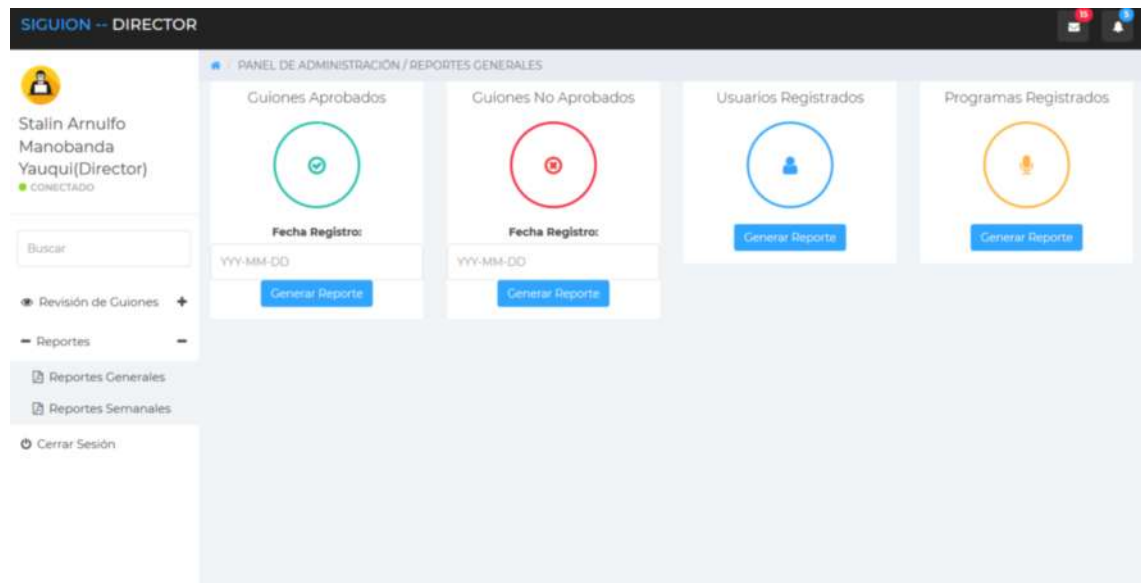 SIGUION -- DIRECTOR
15
5
Stalin Arnulfo
Manobanda
Yauqui(Director)
CONECTADO
Buscar
Revisión de Guiones
Reportes
Reportes Generales
Reportes Semanales
Cerrar Sesión
PANEL DE ADMINISTRACIÓN / REPORTES GENERALES
Guiones Aprobados
Fecha Registro:
YYY-MM-DD
Generar Reporte
Guiones No Aprobados
Fecha Registro:
YYY-MM-DD
Generar Reporte
Usuarios Registrados
Generar Reporte
Programas Registrados
Generar Reporte